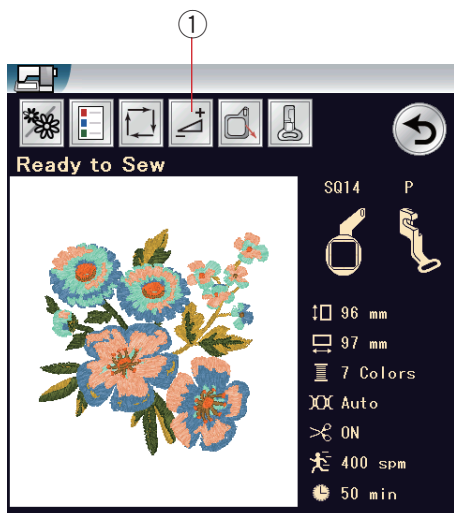 1
Ready to Sew
SQ14 P
96 mm
97 mm
7 Colors
Auto
ON
400 spm
50 min